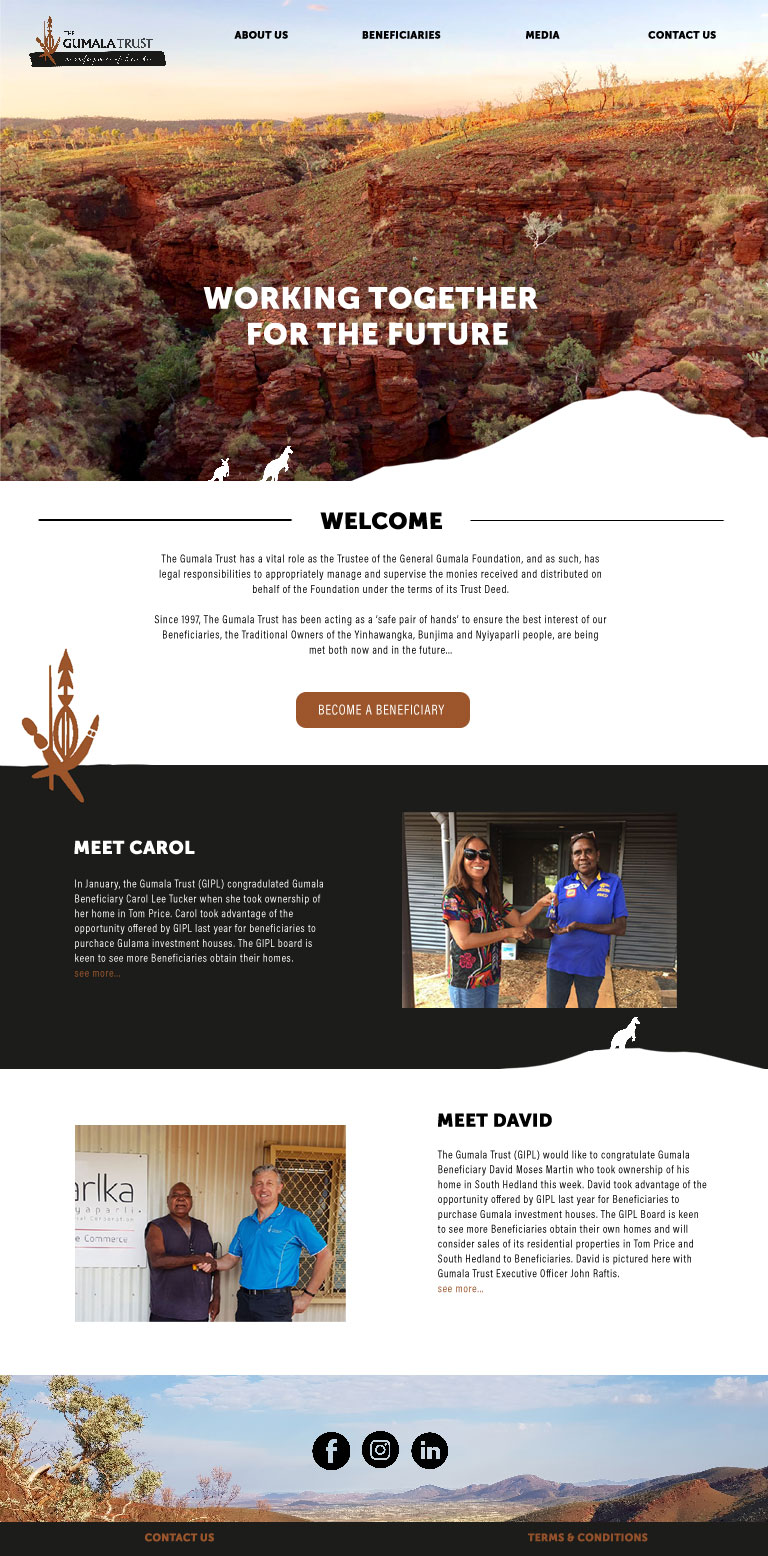 THE
GUMALA TRUST
ABOUT US
BENEFICIARIES
MEDIA
CONTACT US
WORKING TOGETHER
FOR THE FUTURE
WELCOME
The Gumala Trust has a vital role as the Trustee of the General Gumala Foundation, and as such, has
legal responsibilities to appropriately manage and supervise the monies received and distributed on
behalf of the Foundation under the terms of its Trust Deed.
Since 1997, The Gumala Trust has been acting as a ‘safe pair of hands’ to ensure the best interest of our
Beneficiaries, the Traditional Owners of the Yinhawangka, Bunjima and Nyiyaparli people, are being
met both now and in the future...
BECOME A BENEFICIARY
MEET CAROL
In January, the Gumala Trust (GIPL) congradulated Gumala
Beneficiary Carol Lee Tucker when she took ownership of
her home in Tom Price. Carol took advantage of the
opportunity offered by GIPL last year for beneficiaries to
purchace Gulama investment houses. The GIPL board is
keen to see more Beneficiaries obtain their homes.
see more...
MEET DAVID
The Gumala Trust (GIPL) would like to congratulate Gumala
Beneficiary David Moses Martin who took ownership of his
home in South Hedland this week. David took advantage of the
opportunity offered by GIPL last year for Beneficiaries to
purchase Gumala investment houses. The GIPL Board is keen
to see more Beneficiaries obtain their own homes and will
consider sales of its residential properties in Tom Price and
South Hedland to Beneficiaries. David is pictured here with
Gumala Trust Executive Officer John Raftis.
see more...
arlka
yaparli.
Commerce
f
in
CONTACT US
TERMS & CONDITIONS